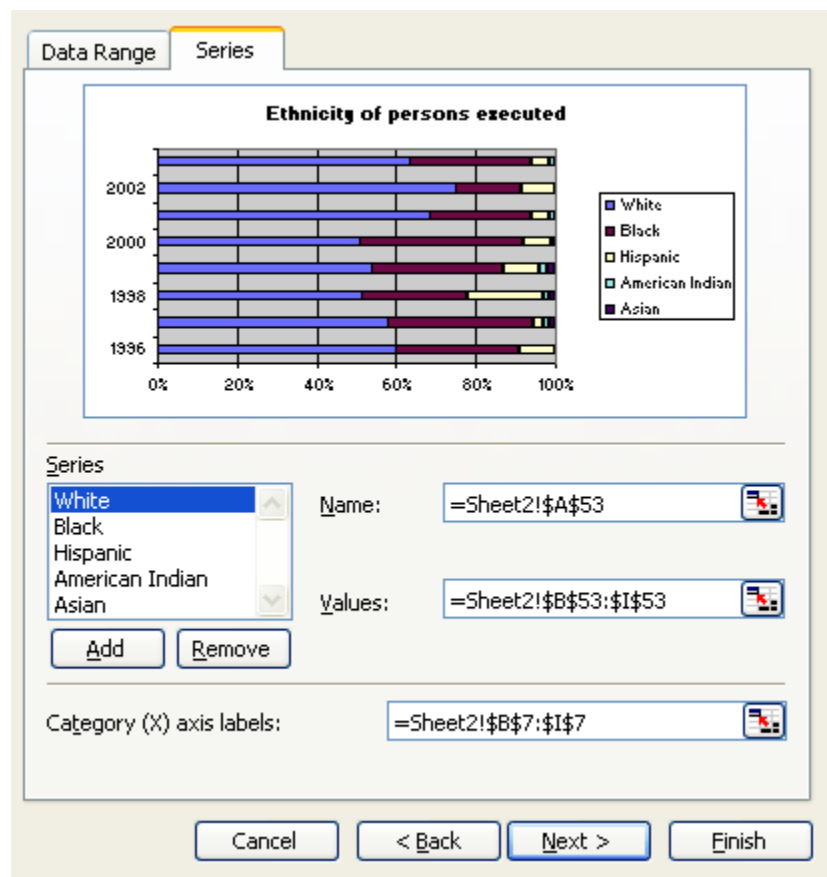 Data Range
Series
Ethnicity of persons executed
2002
2000
1998
1996
0% 20% 40% 60% 80% 100%
White
Black
Hispanic
American Indian
Asian
Series
White
Black
Hispanic
American Indian
Asian
Name:
=Sheet2!$A$53
Values:
=Sheet2!$B$53:$I$53
Add
Remove
Category (X) axis labels:
=Sheet2!$B$7:$I$7
Cancel
< Back
Next >
Finish